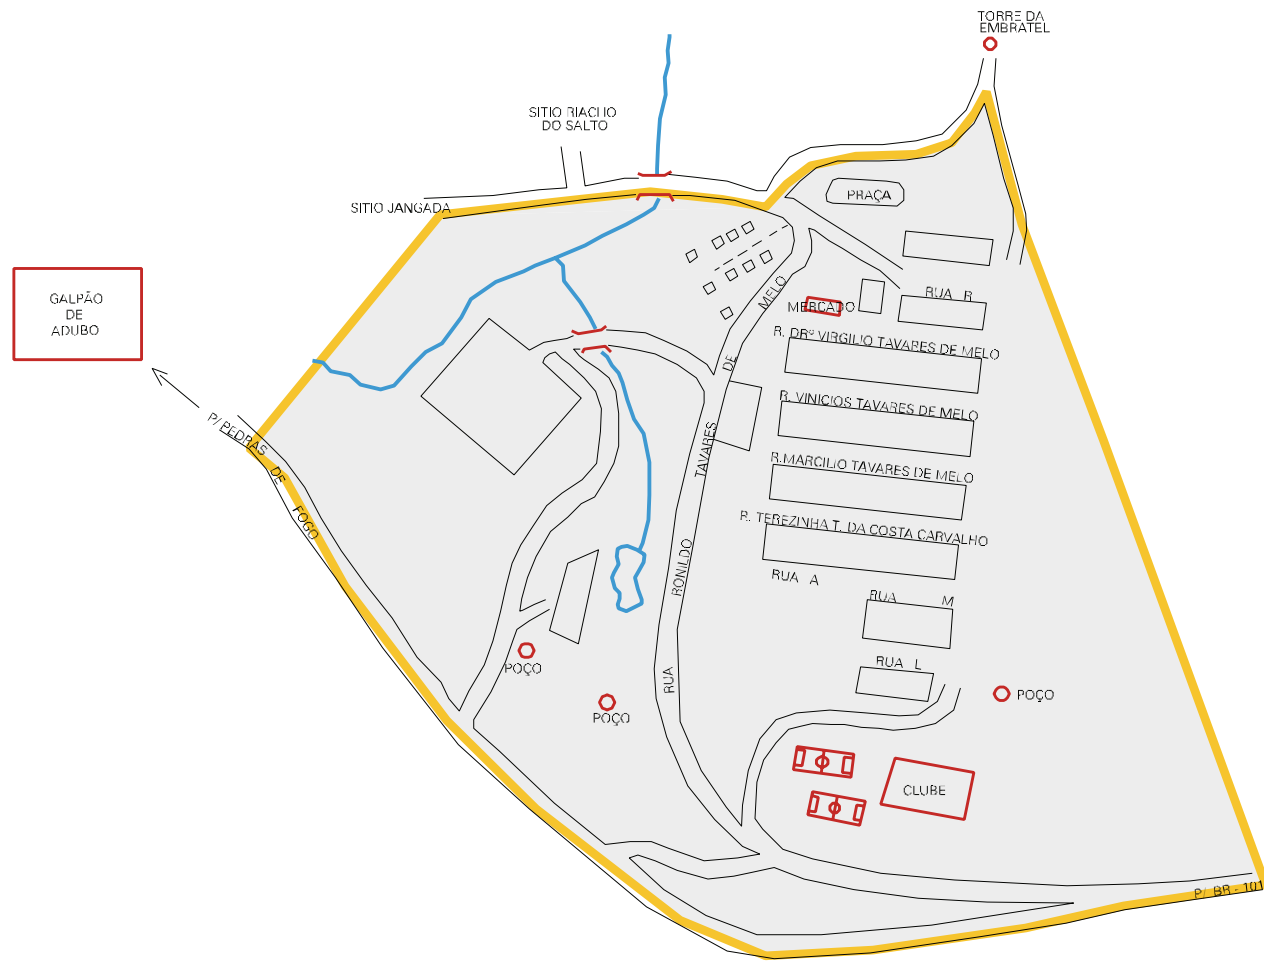 TORRE DA
EMBRATEL
SITIO RIACHO
DO SALTO
SITIO JANGADA
PRAÇA
GALPÃO
DE
ADUBO
RUA R
MERCADO
R. DRº VIRGILIO TAVARES DE MELO
R. VINICIOS TAVARES DE MELO
R.MARCILIO TAVARES DE MELO
R. TEREZINHA T. DA COSTA CARVALHO
RUA A
RUA M
RUA L
RUA RONILDO TAVARES DE MELO
P/ PEDRAS DE FOGO
POÇO
POÇO
POÇO
CLUBE
P/ BR - 101